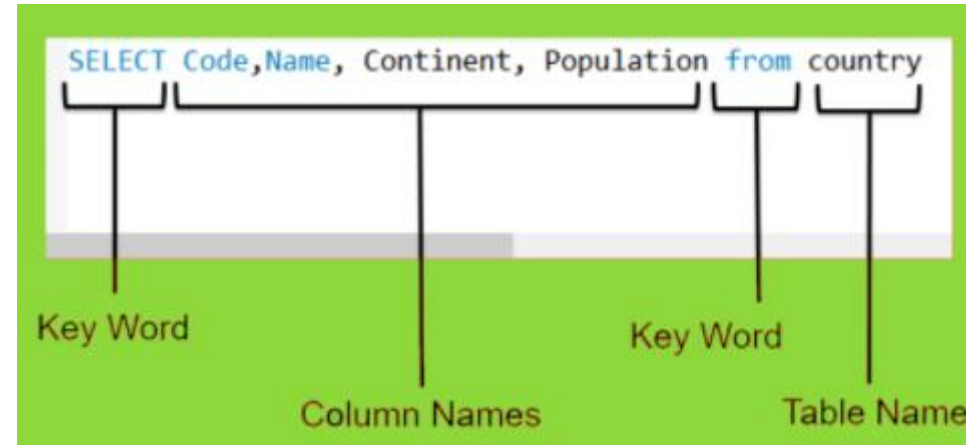 SELECT Code,Name, Continent, Population from country
Key Word
Key Word
Column Names
Table Name